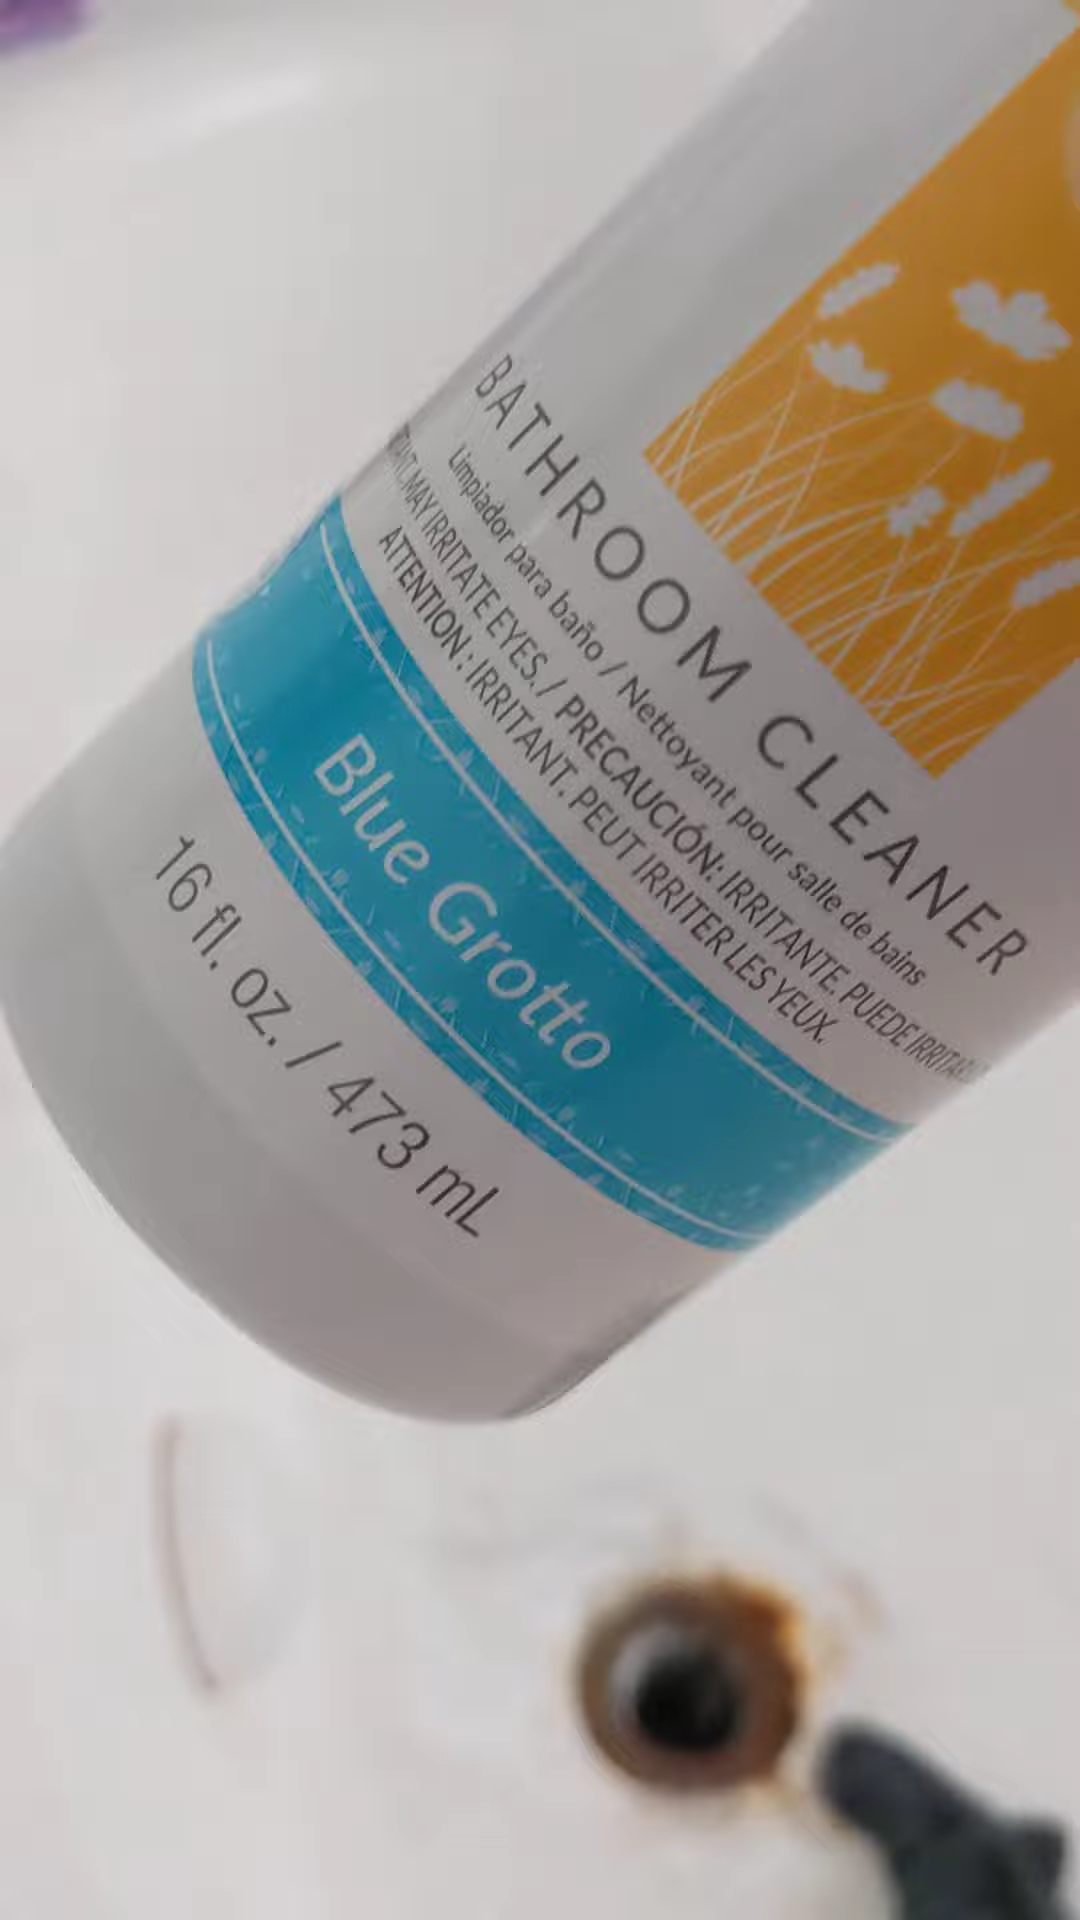 BATHROOM CLEANER
Limpiador para baño / Nettoyant pour salle de bains
MAY IRRITATE EYES. / PRECAUCIÓN: IRRITANTE. PUEDE
ATTENTION : IRRITANT. PEUT IRRITER LES YEUX.
Blue Grotto
16 fl. oz. / 473 mL